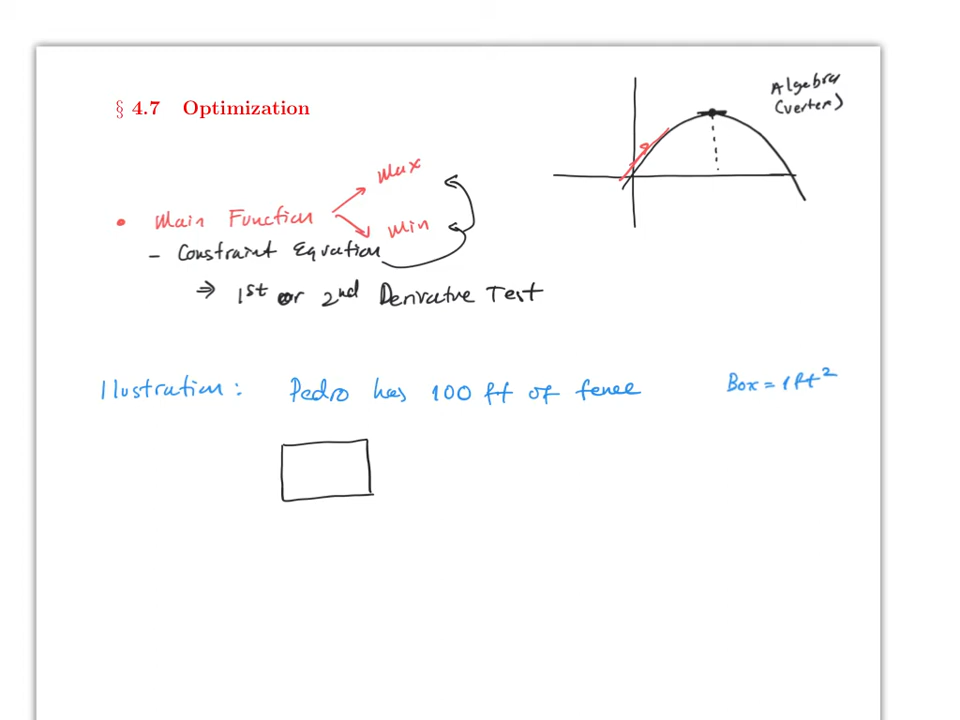 § 4.7 Optimization
Algebra
(vertex)
• Main Function
Max
Min
- Constraint Equation
⇒ 1st or 2nd Derivative Test
Ilustration: Pedro has 100 ft of fence
Box = 1 ft²